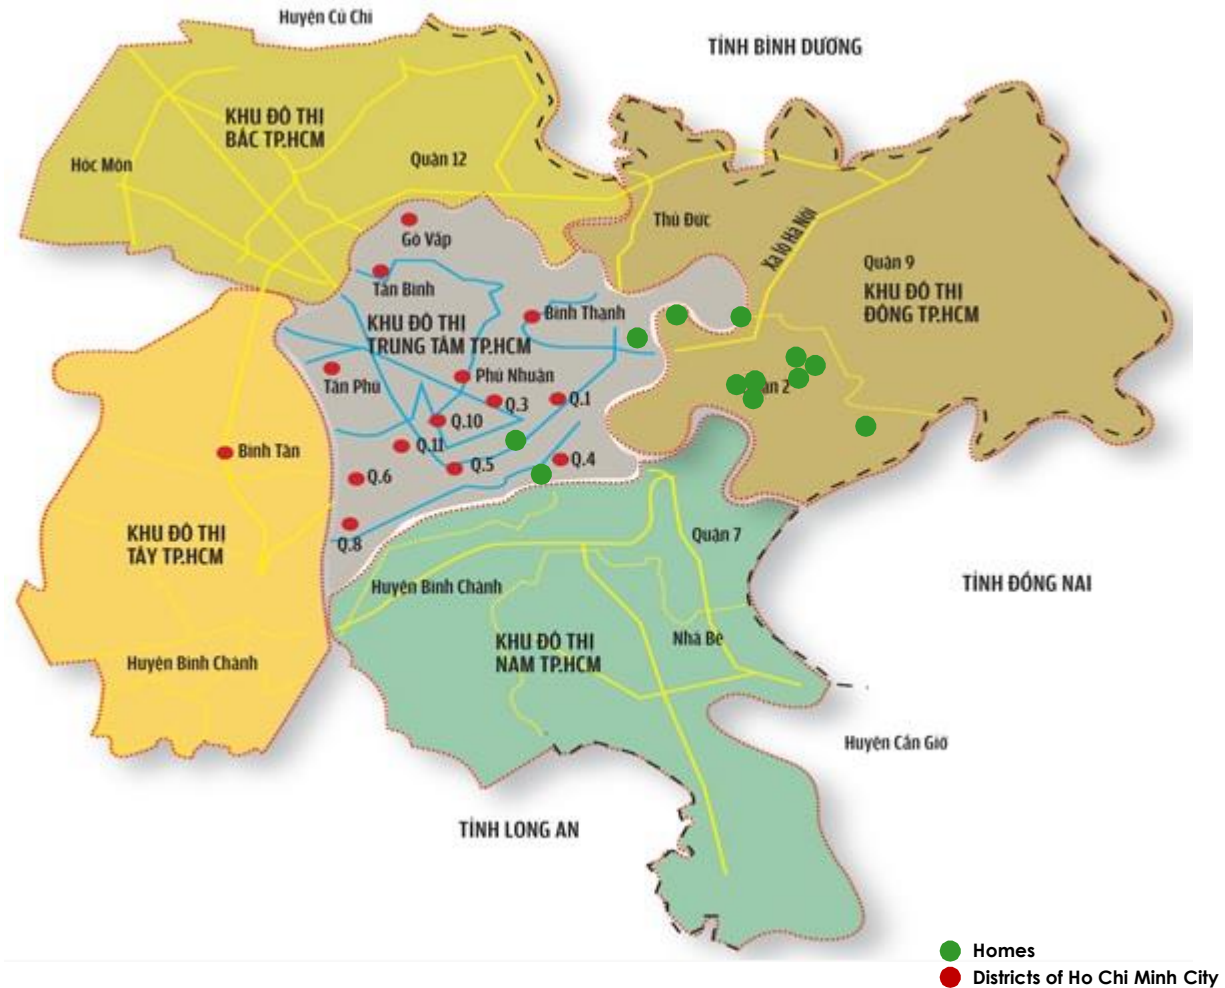 Huyện Củ Chi
TỈNH BÌNH DƯƠNG
KHU ĐÔ THỊ
BẮC TP.HCM
Hóc Môn
Quận 12
Thủ Đức
Xa lộ Hà Nội
Gò Vấp
Quận 9
KHU ĐÔ THỊ
ĐÔNG TP.HCM
Tân Bình
Bình Thạnh
KHU ĐÔ THỊ
TRUNG TÂM TP.HCM
Tân Phú
Phú Nhuận
Q.3
Q.1
Q.10
Q.11
Q.5
Q.4
Q.6
Q.8
Bình Tân
KHU ĐÔ THỊ
TÂY TP.HCM
Quận 7
Huyện Bình Chánh
TỈNH ĐỒNG NAI
KHU ĐÔ THỊ
NAM TP.HCM
Nhà Bè
Huyện Bình Chánh
Huyện Cần Giờ
TỈNH LONG AN
Homes
Districts of Ho Chi Minh City